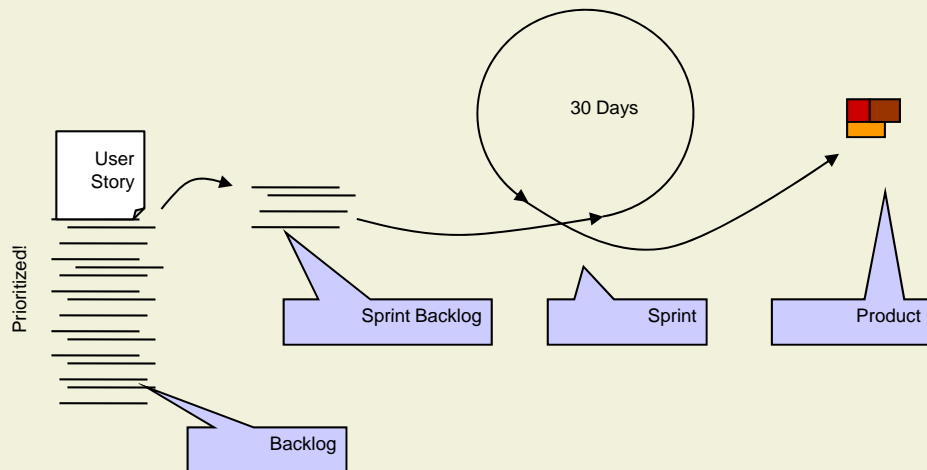 30 Days
User
Story
Prioritized!
Sprint Backlog
Sprint
Product
Backlog